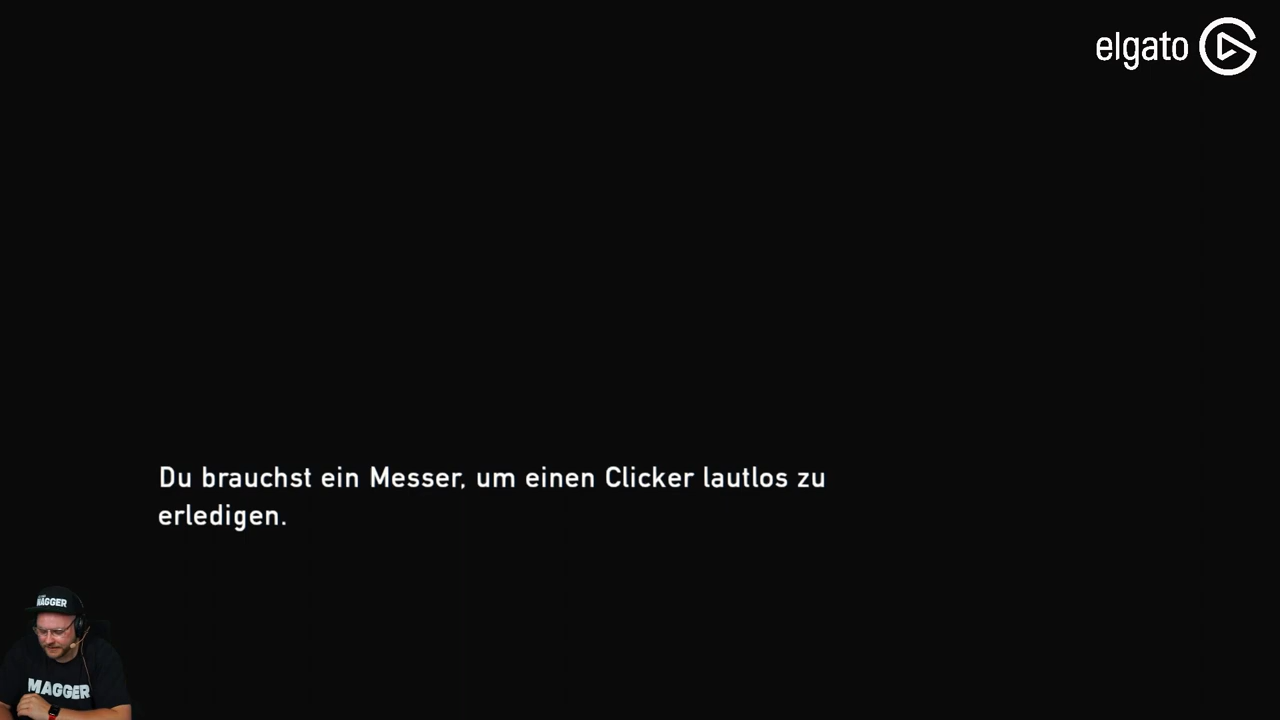 elgato
Du brauchst ein Messer, um einen Clicker lautlos zu
erledigen.
MAGGER
MAGGER